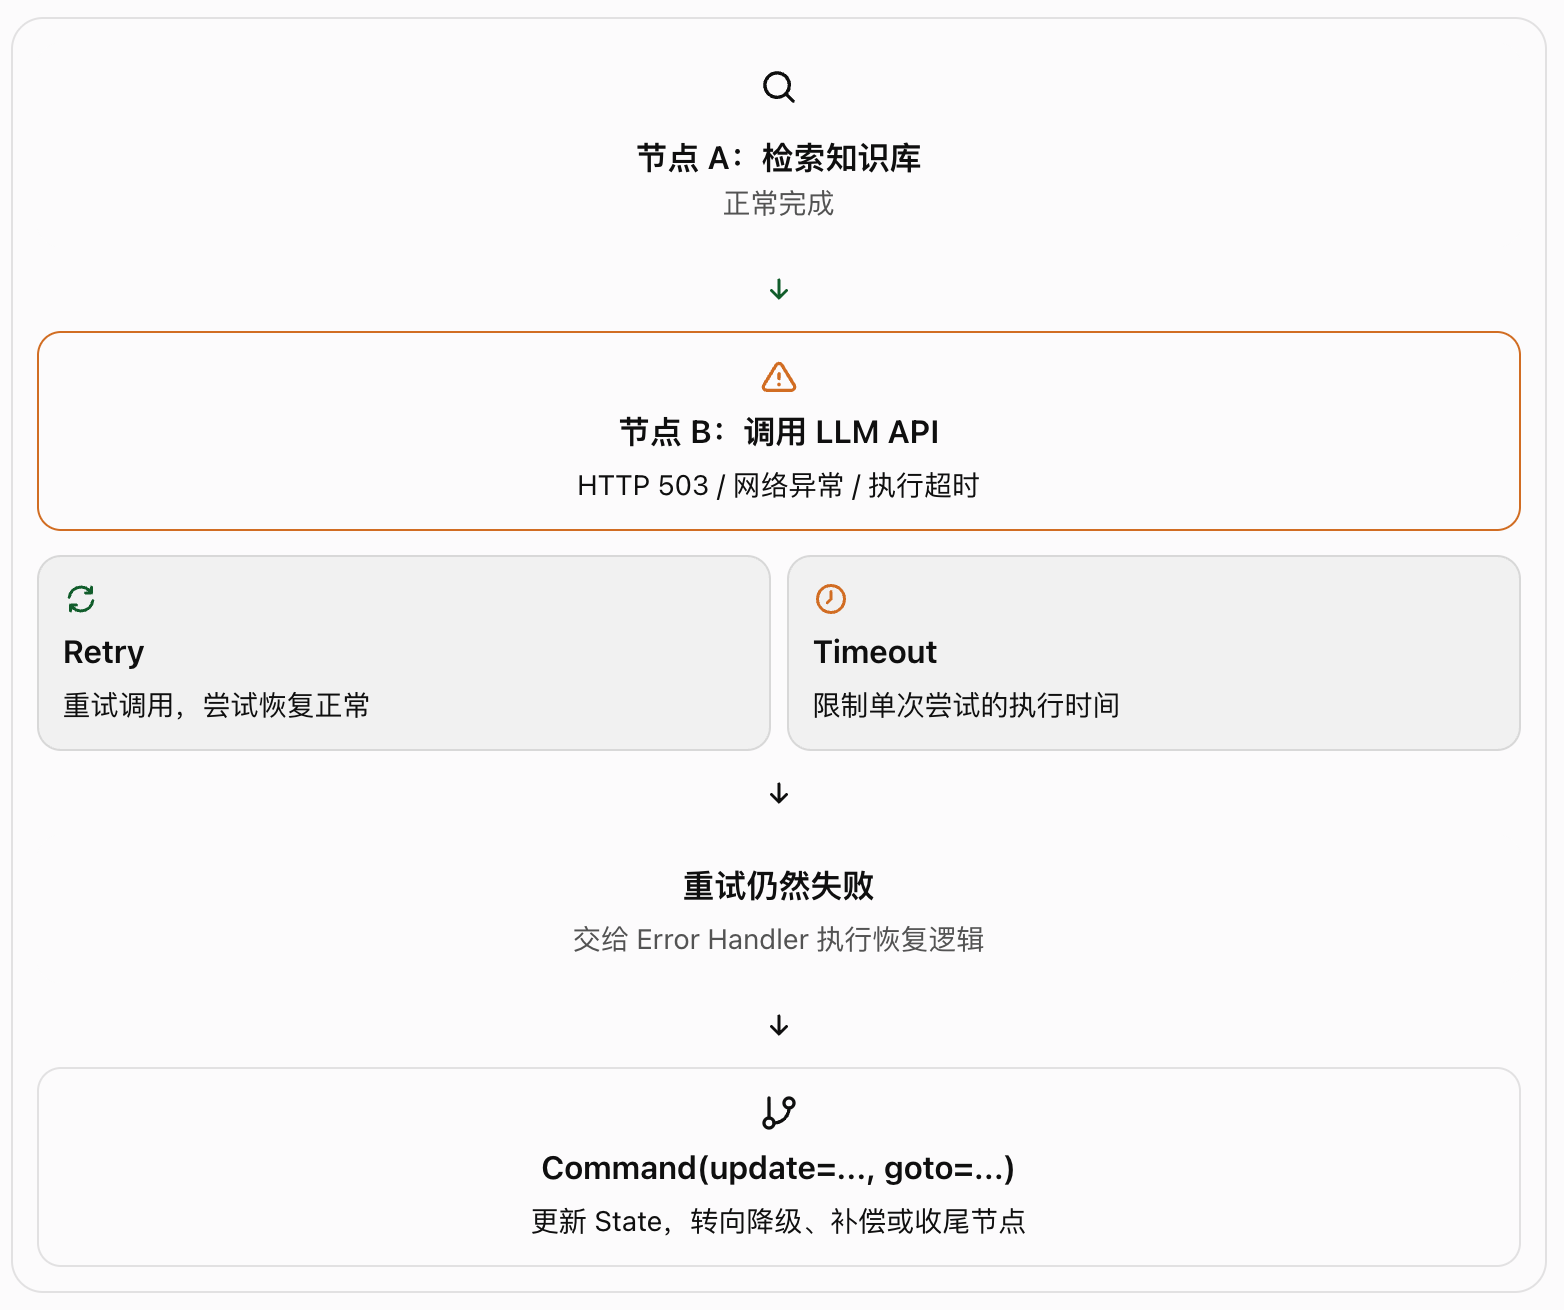 节点 A：检索知识库
正常完成
节点 B：调用 LLM API
HTTP 503 / 网络异常 / 执行超时
Retry
重试调用，尝试恢复正常
Timeout
限制单次尝试的执行时间
重试仍然失败
交给 Error Handler 执行恢复逻辑
Command(update=..., goto=...)
更新 State，转向降级、补偿或收尾节点